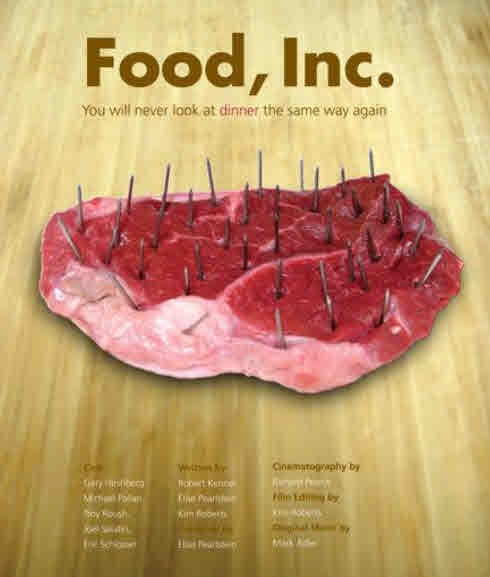 Food, Inc.
You will never look at dinner the same way again
Cast
Gary Hirshberg
Michael Pollan
Troy Roush
Joel Salatin
Eric Schlosser
Written by
Robert Kenner
Elise Pearlstein
Kim Roberts
Elise Pearlstein
Cinematography by
Richard Pearce
Film Editing by
Kim Roberts
Original Music by
Mark Adler